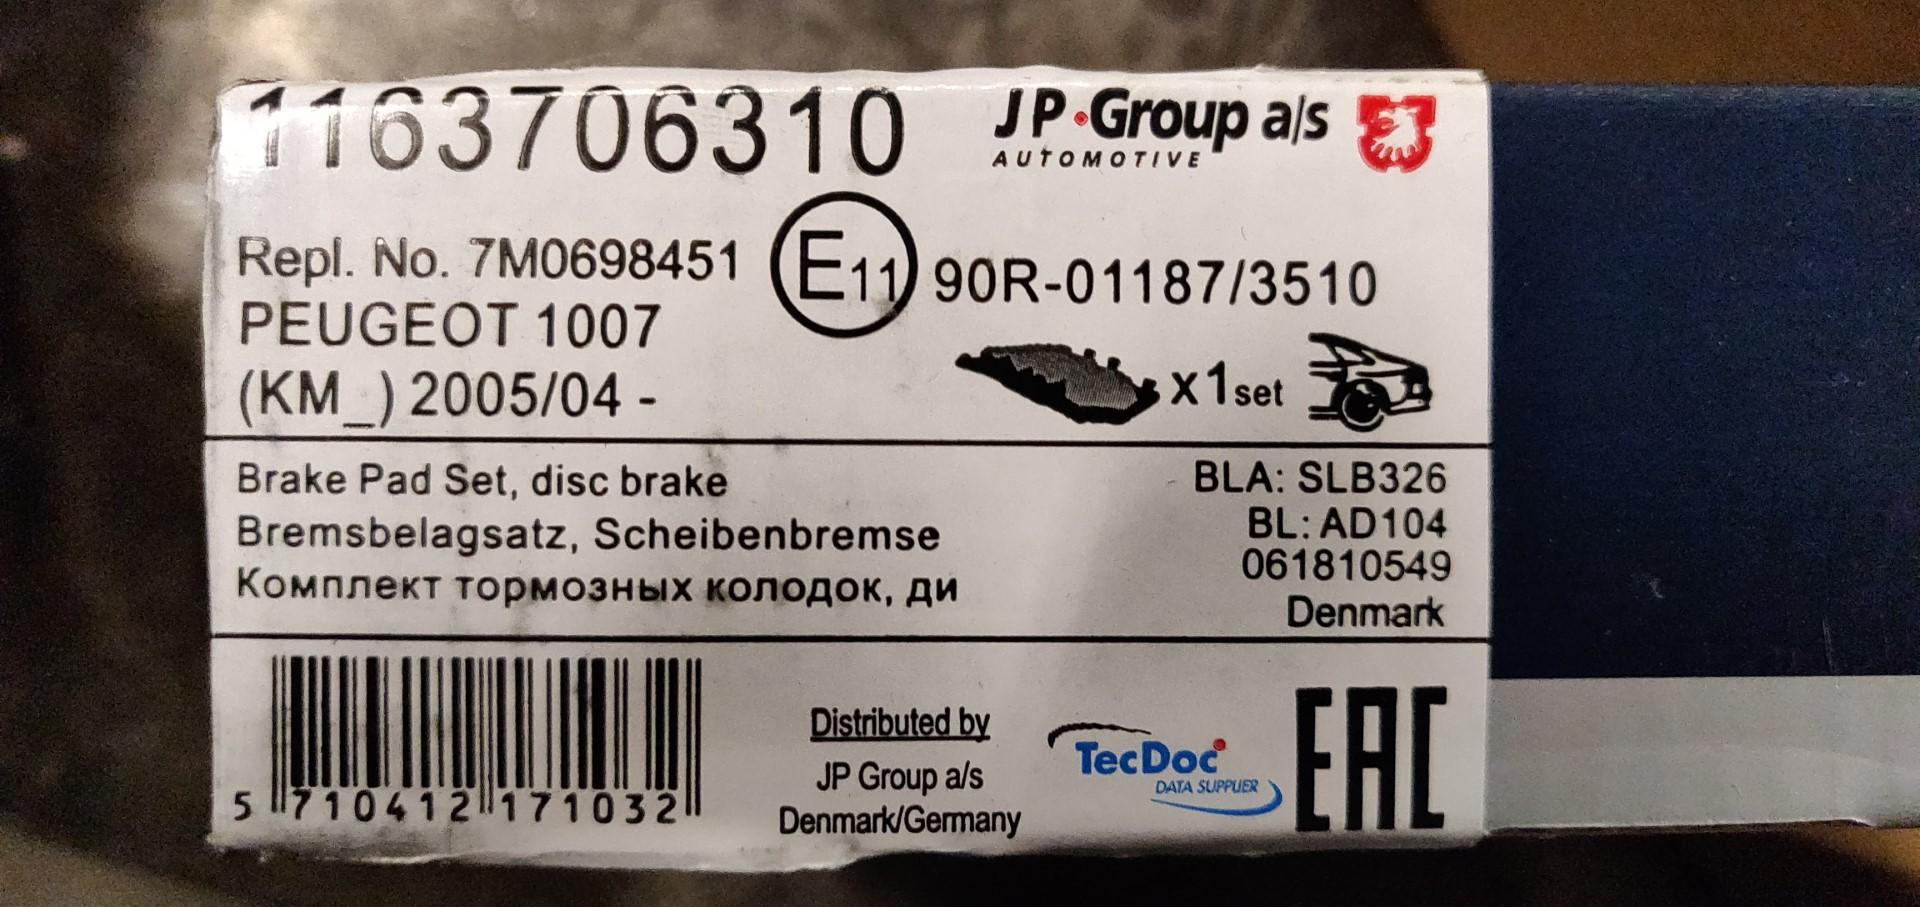 1163706310
JP Group a/s
AUTOMOTIVE
Repl. No. 7M0698451
E11 90R-01187/3510
PEUGEOT 1007
(KM_) 2005/04 -
x1set
Brake Pad Set, disc brake
Bremsbelagsatz, Scheibenbremse
Комплект тормозных колодок, ди
BLA: SLB326
BL: AD104
061810549
Denmark
5 710412 171032
Distributed by
JP Group a/s
Denmark/Germany
TecDoc
DATA SUPPLIER
EAC